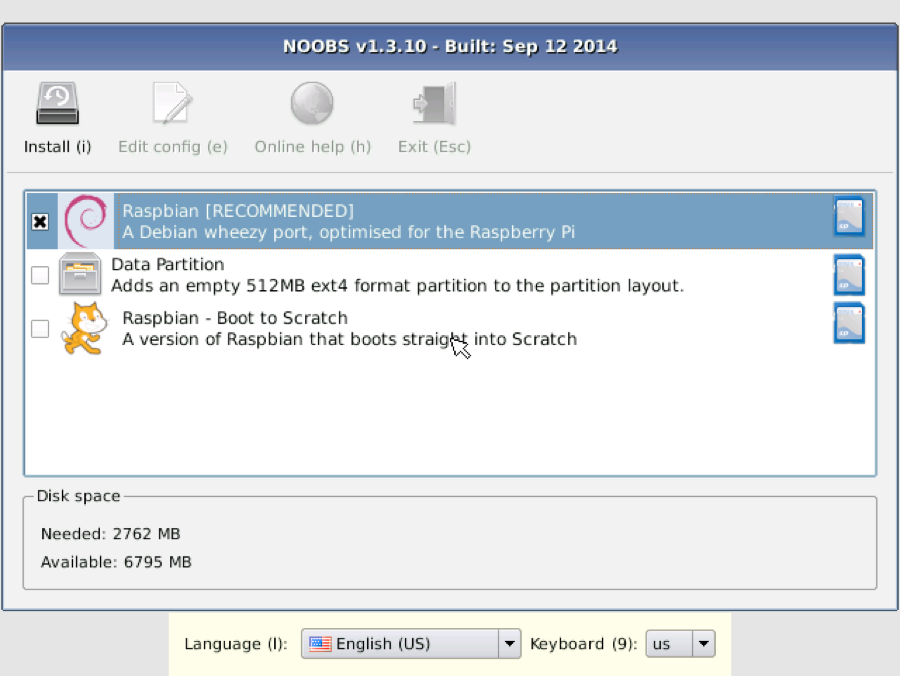 NOOBS v1.3.10 - Built: Sep 12 2014
Install (i) Edit config (e) Online help (h) Exit (Esc)
Raspbian [RECOMMENDED]
A Debian wheezy port, optimised for the Raspberry Pi
Data Partition
Adds an empty 512MB ext4 format partition to the partition layout.
Raspbian - Boot to Scratch
A version of Raspbian that boots straight into Scratch
Disk space
Needed: 2762 MB
Available: 6795 MB
Language (l): English (US) Keyboard (9): us